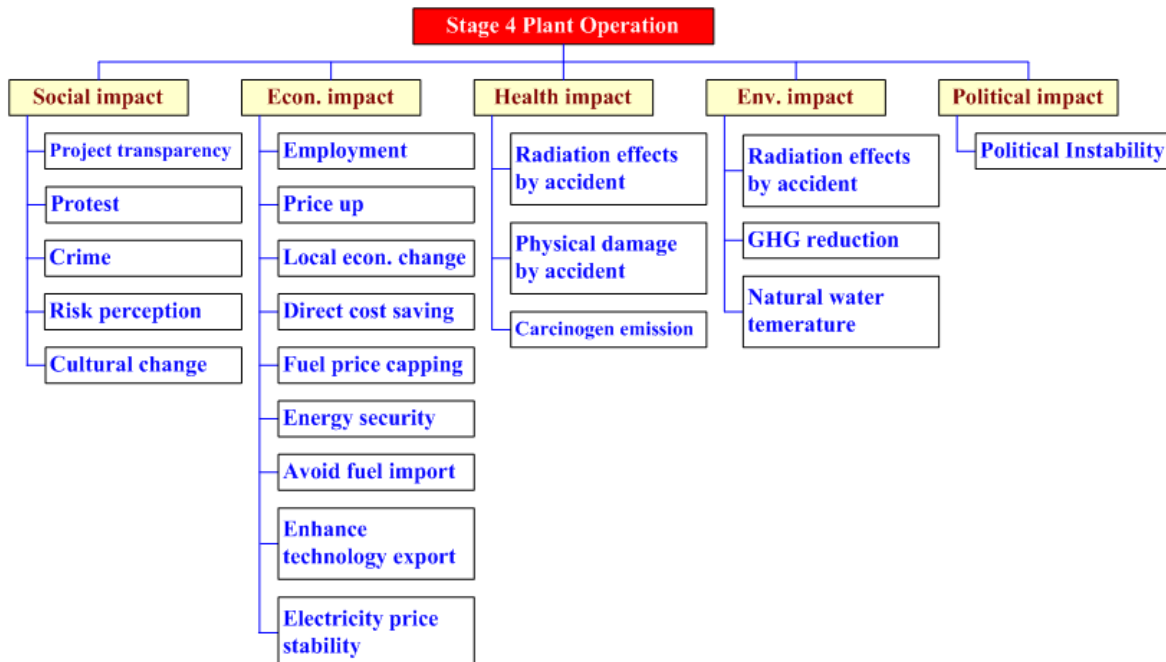 Stage 4 Plant Operation
Social impact
Project transparency
Protest
Crime
Risk perception
Cultural change
Econ. impact
Employment
Price up
Local econ. change
Direct cost saving
Fuel price capping
Energy security
Avoid fuel import
Enhance
technology export
Electricity price
stability
Health impact
Radiation effects
by accident
Physical damage
by accident
Carcinogen emission
Env. impact
Radiation effects
by accident
GHG reduction
Natural water
temerature
Political impact
Political Instability